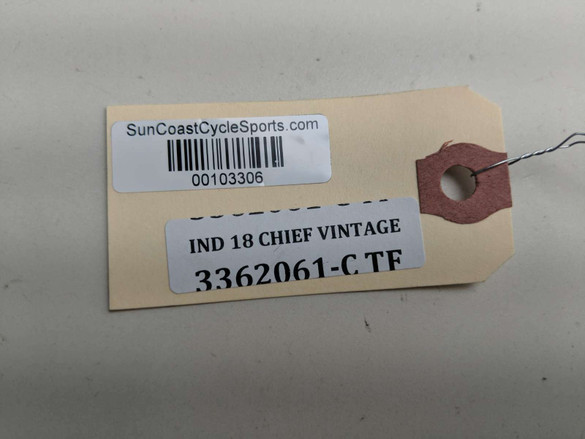 SunCoastCycleSports.com
00103306
IND 18 CHIEF VINTAGE
3362061-C TF